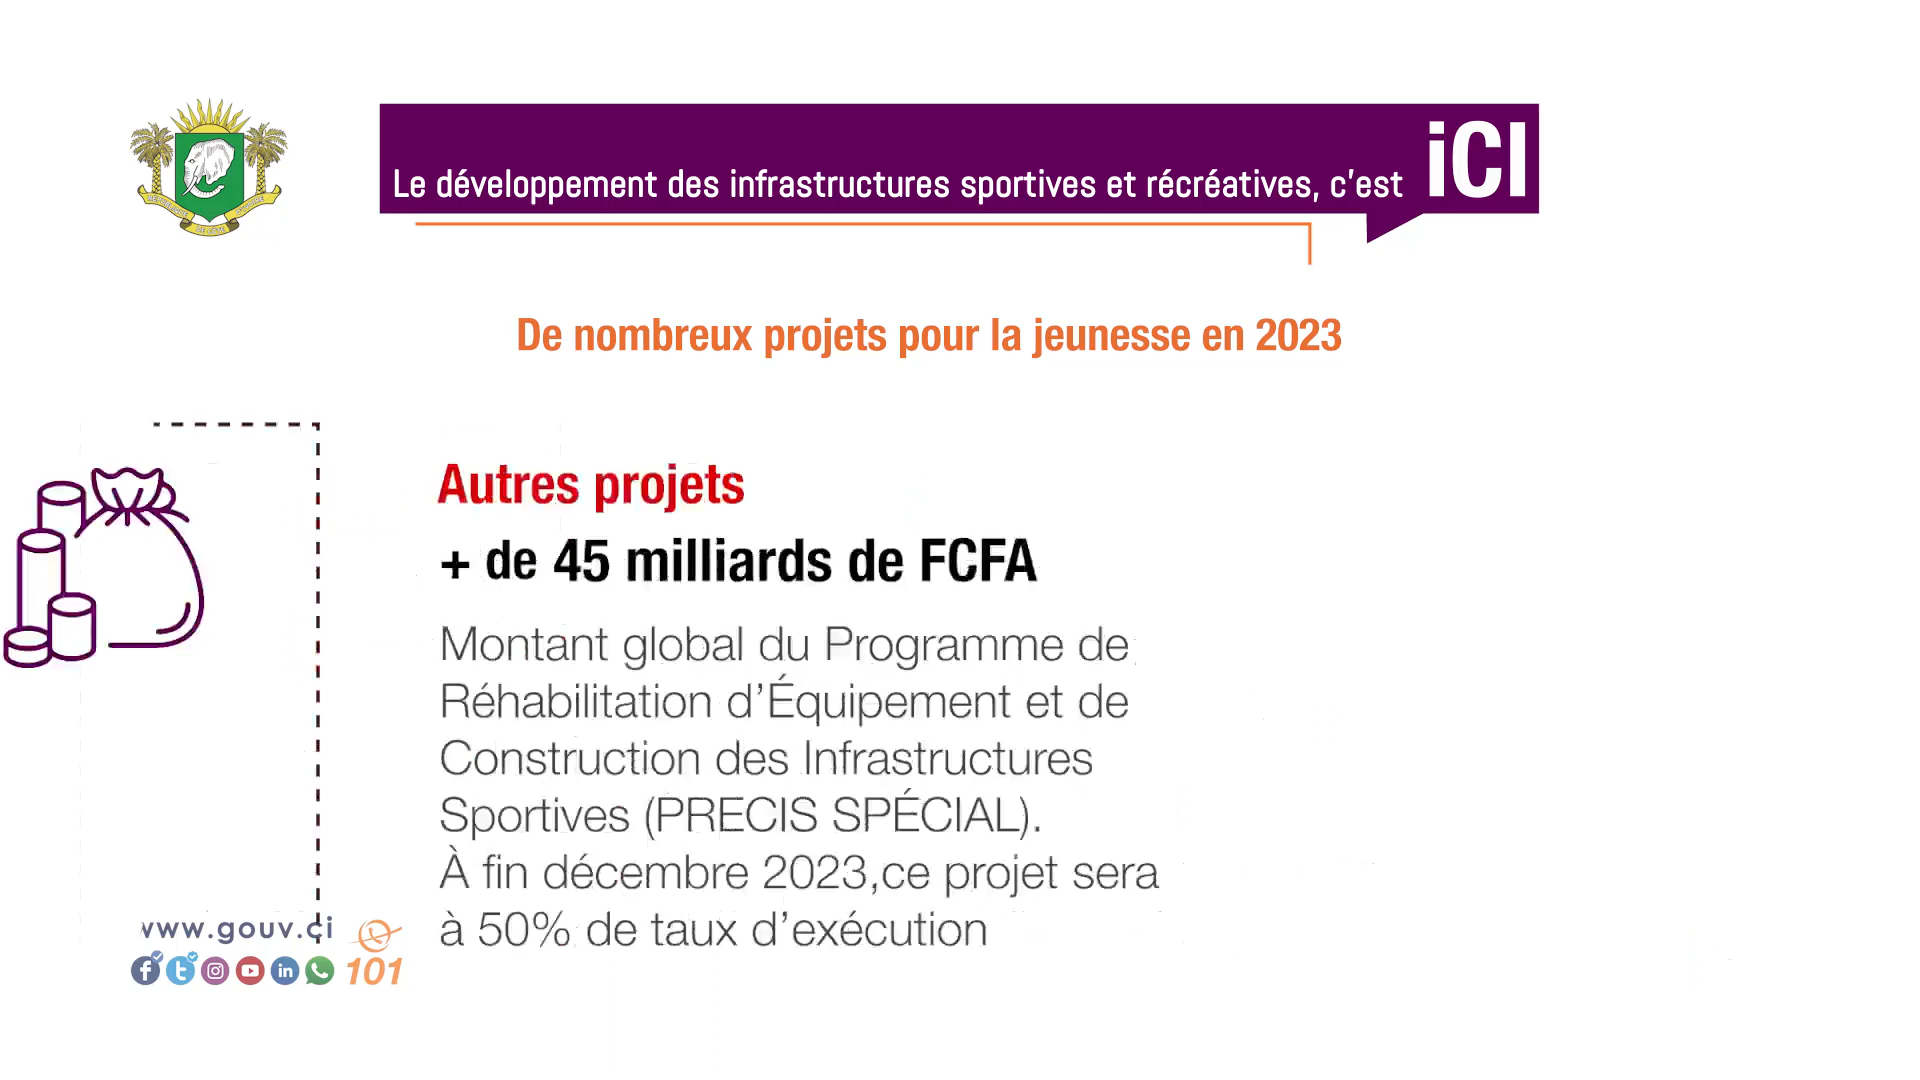 Le développement des infrastructures sportives et récréatives, c'est iCI
De nombreux projets pour la jeunesse en 2023
Autres projets
+ de 45 milliards de FCFA
Montant global du Programme de
Réhabilitation d'Équipement et de
Construction des Infrastructures
Sportives (PRECIS SPÉCIAL).
À fin décembre 2023,ce projet sera
à 50% de taux d'exécution
www.gouv.ci
101